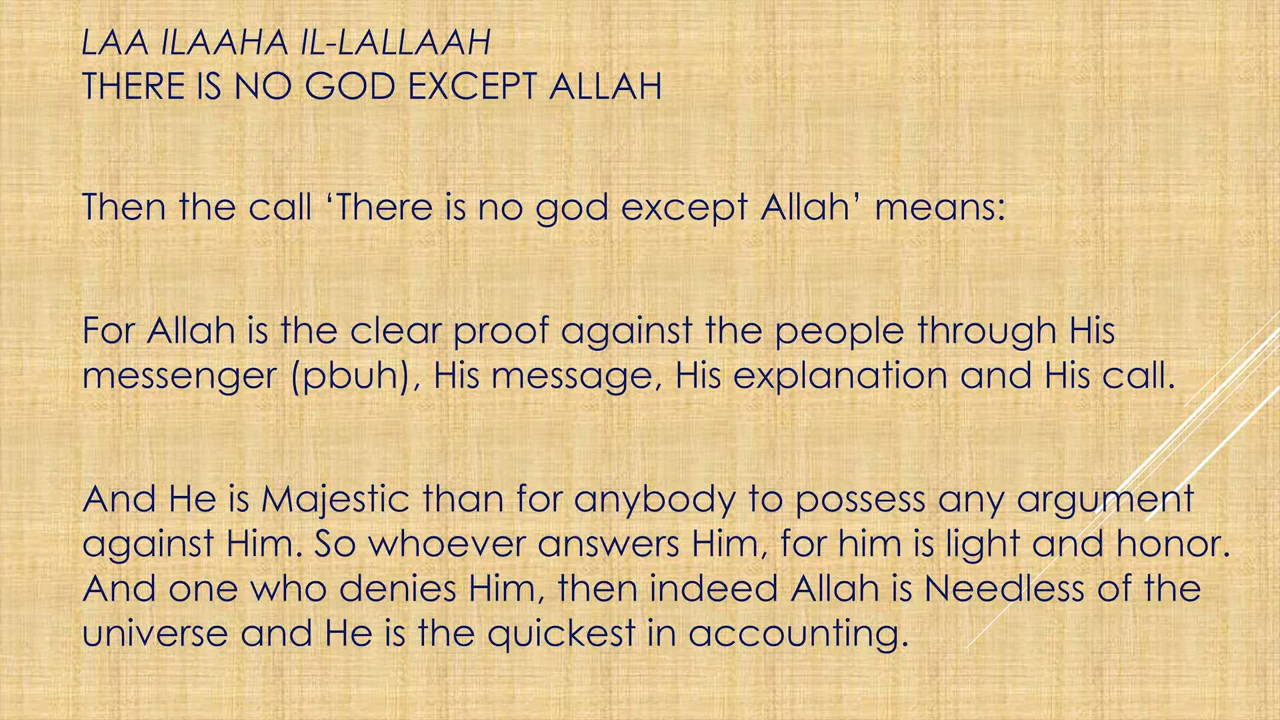 LAA ILAAHA IL-LALLAAH
THERE IS NO GOD EXCEPT ALLAH
Then the call ‘There is no god except Allah’ means:
For Allah is the clear proof against the people through His
messenger (pbuh), His message, His explanation and His call.
And He is Majestic than for anybody to possess any argument
against Him. So whoever answers Him, for him is light and honor.
And one who denies Him, then indeed Allah is Needless of the
universe and He is the quickest in accounting.